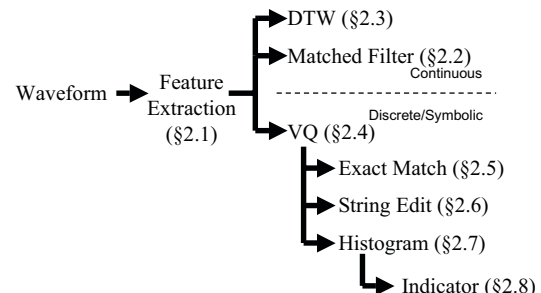 DTW (§2.3)
Matched Filter (§2.2)
Continuous
Waveform
Feature
Extraction
(§2.1)
Discrete/Symbolic
VQ (§2.4)
Exact Match (§2.5)
String Edit (§2.6)
Histogram (§2.7)
Indicator (§2.8)